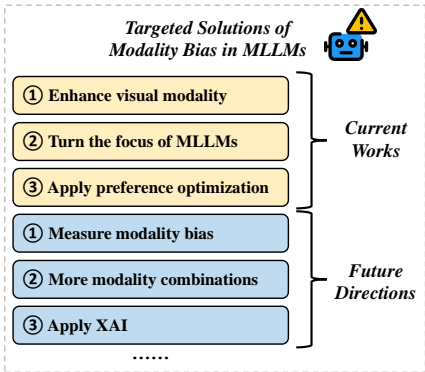 Targeted Solutions of
Modality Bias in MLLMs
① Enhance visual modality
② Turn the focus of MLLMs
③ Apply preference optimization
Current
Works
① Measure modality bias
② More modality combinations
③ Apply XAI
Future
Directions
......